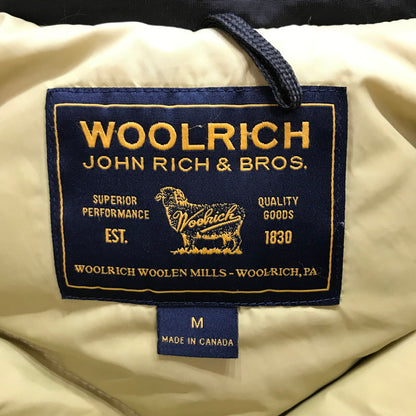 WOOLRICH
JOHN RICH & BROS.
SUPERIOR PERFORMANCE
QUALITY GOODS
Woolrich
EST. 1830
WOOLRICH WOOLEN MILLS - WOOLRICH, PA
M
MADE IN CANADA